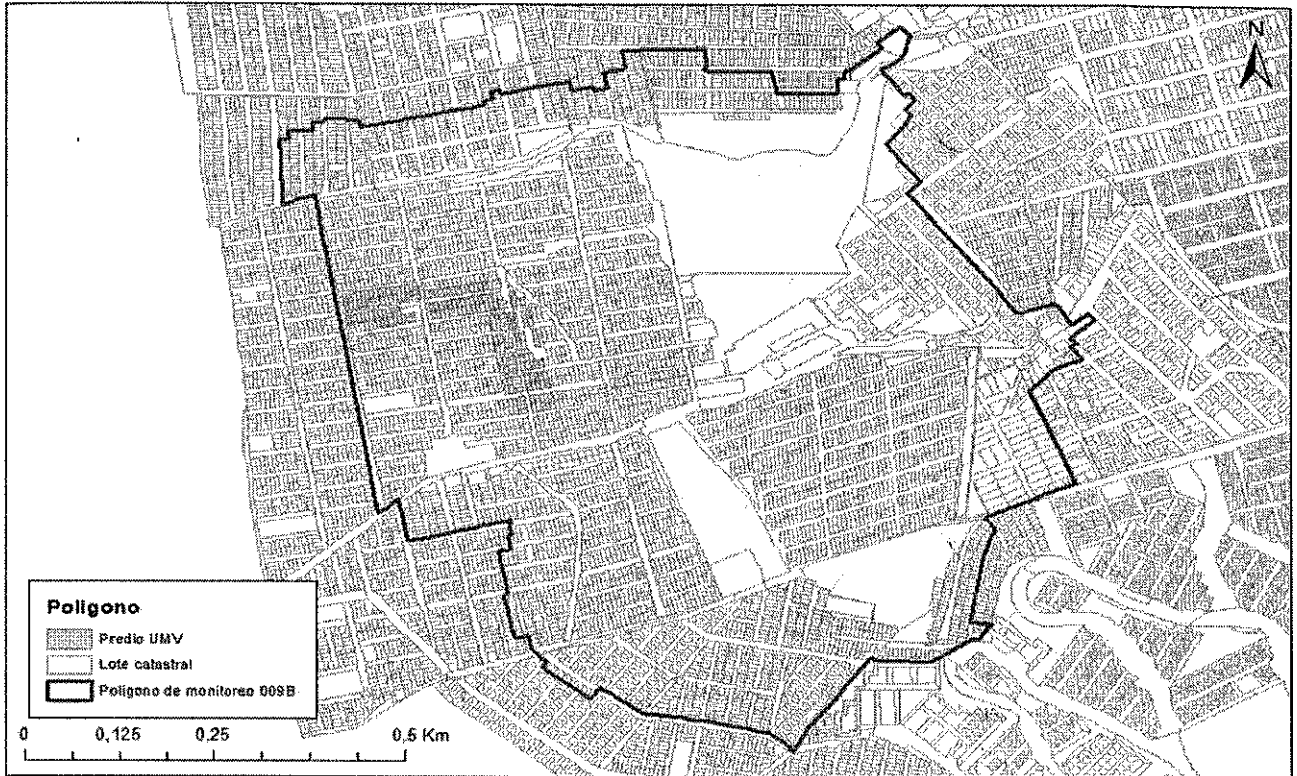 N
Poligono
Predio UMV
Lote catastral
Poligono de monitoreo 009B
0 0,125 0,25 0,5 Km